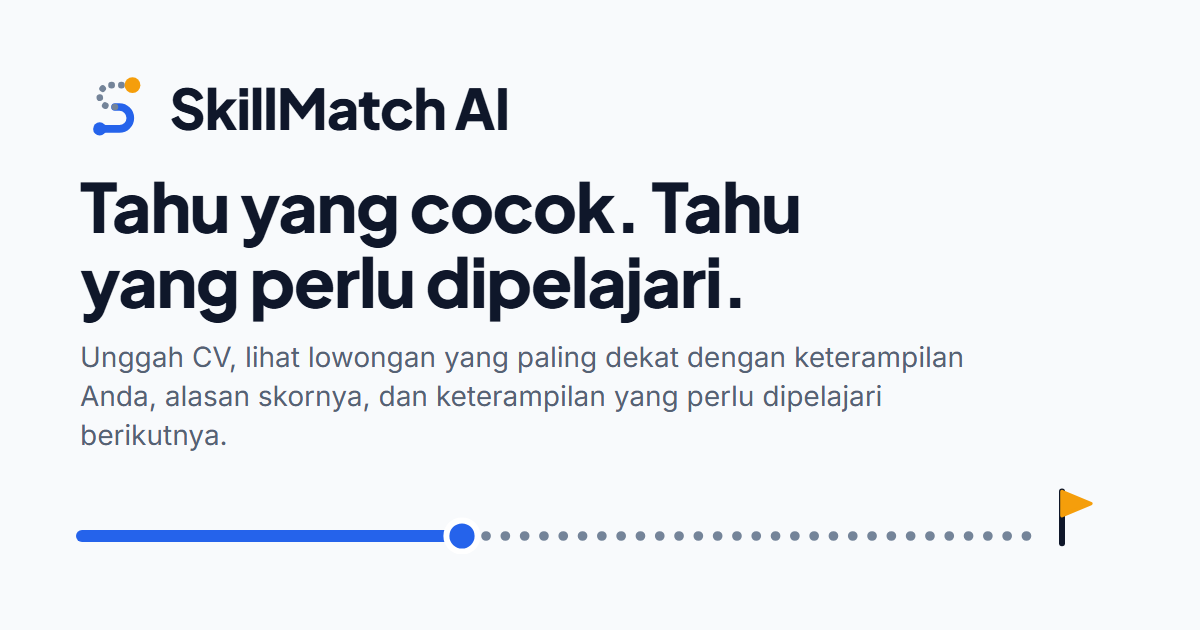 SkillMatch AI
Tahu yang cocok. Tahu
yang perlu dipelajari.
Unggah CV, lihat lowongan yang paling dekat dengan keterampilan
Anda, alasan skornya, dan keterampilan yang perlu dipelajari
berikutnya.